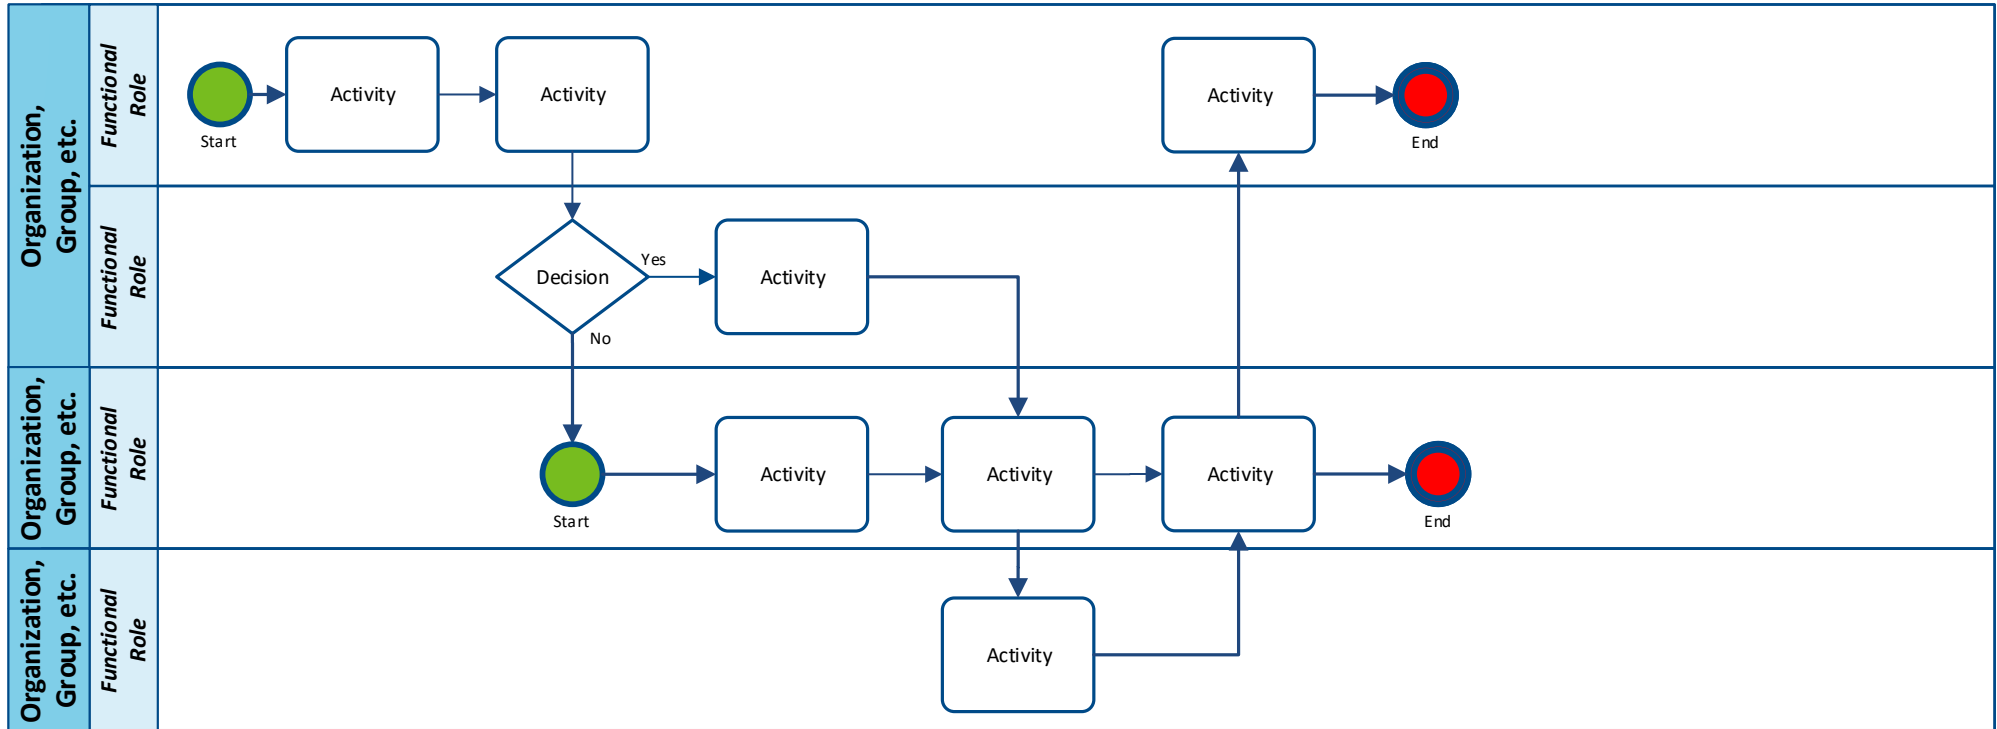 Organization,
Group, etc.
Functional
Role
Activity
Activity
Activity
Start
End
Functional
Role
Decision
Yes
Activity
No
Organization,
Group, etc.
Functional
Role
Activity
Activity
Activity
Start
End
Organization,
Group, etc.
Functional
Role
Activity